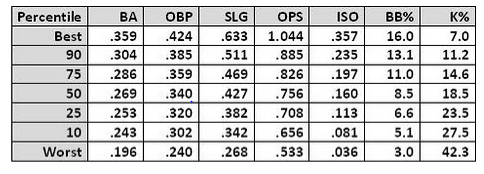 Percentile BA OBP SLG OPS ISO BB% K%
Best .359 .424 .633 1.044 .357 16.0 7.0
90 .304 .385 .511 .885 .235 13.1 11.2
75 .286 .359 .469 .826 .197 11.0 14.6
50 .269 .340 .427 .756 .160 8.5 18.5
25 .253 .320 .382 .708 .113 6.6 23.5
10 .243 .302 .342 .656 .081 5.1 27.5
Worst .196 .240 .268 .533 .036 3.0 42.3